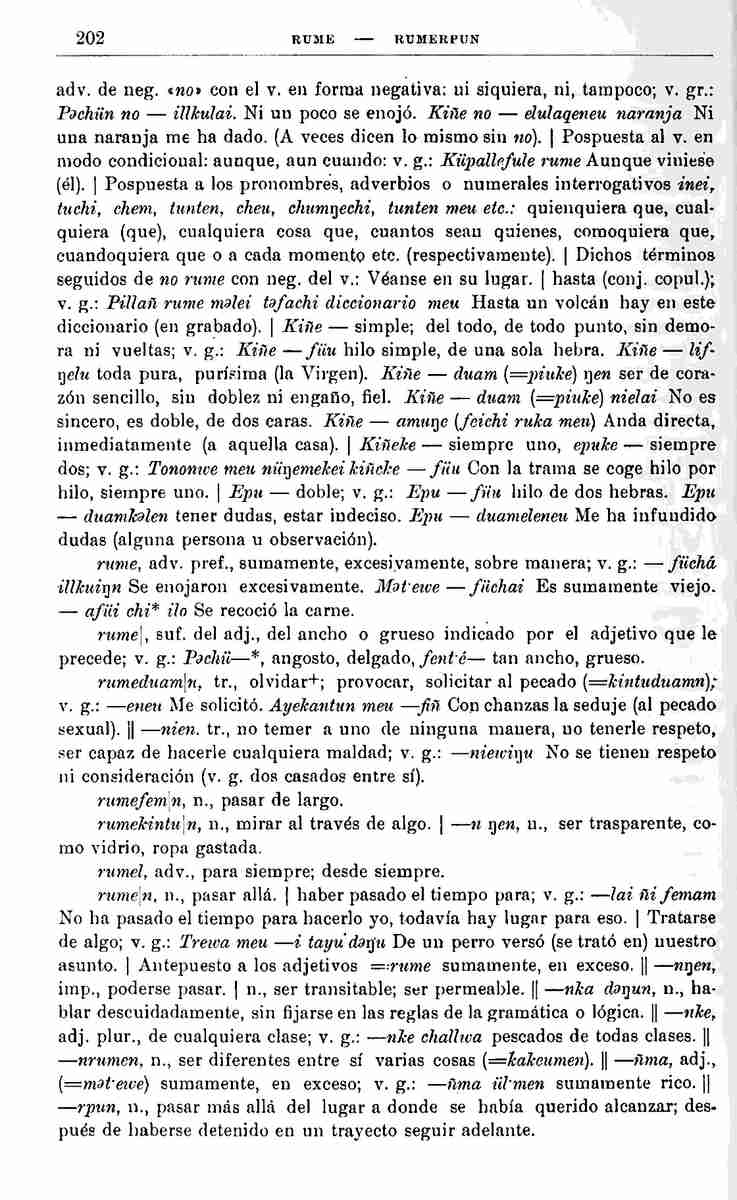 202 RUME — RUMERPUN
adv. de neg. «no» con el v. en forma negativa: ni siquiera, ni, tampoco; v. gr.:
Pəchün no — illkulai. Ni un poco se enojó. Kiñe no — elulaqeneu naranja Ni
una naranja me ha dado. (A veces dicen lo mismo sin no). | Pospuesta al v. en
modo condicional: aunque, aun cuando: v. g.: Küpallefule rume Aunque viniese
(él). | Pospuesta a los pronombres, adverbios o numerales interrogativos inei,
tuchi, chem, tunten, cheu, chumŋechi, tunten meu etc.: quienquiera que, cual-
quiera (que), cualquiera cosa que, cuantos sean quienes, comoquiera que,
cuandoquiera que o a cada momento etc. (respectivamente). | Dichos términos
seguidos de no rume con neg. del v.: Véanse en su lugar. | hasta (conj. copul.);
v. g.: Pillañ rume məlei təfachi diccionario meu Hasta un volcán hay en este
diccionario (en grabado). | Kiñe — simple; del todo, de todo punto, sin demo-
ra ni vueltas; v. g.: Kiñe — füu hilo simple, de una sola hebra. Kiñe — lif-
ŋelu toda pura, purísima (la Virgen). Kiñe — duam (=piuke) ŋen ser de cora-
zón sencillo, sin doblez ni engaño, fiel. Kiñe — duam (=piuke) nielai No es
sincero, es doble, de dos caras. Kiñe — amuŋe (feichi ruka meu) Anda directa,
inmediatamente (a aquella casa). | Kiñeke — siempre uno, epuke — siempre
dos; v. g.: Tononwe meu nüŋemekei kiñeke — füu Con la trama se coge hilo por
hilo, siempre uno. | Epu — doble; v. g.: Epu — füu hilo de dos hebras. Epu
— duamkəlen tener dudas, estar indeciso. Epu — duameleneu Me ha infundido
dudas (alguna persona u observación).
rume, adv. pref., sumamente, excesivamente, sobre manera; v. g.: — füchá
illkuiŋn Se enojaron excesivamente. Mət·ewe — füchai Es sumamente viejo.
— afüi chi* ilo Se recoció la carne.
rume|, suf. del adj., del ancho o grueso indicado por el adjetivo que le
precede; v. g.: Pəchü—*, angosto, delgado, fent·é— tan ancho, grueso.
rumeduam|n, tr., olvidar+; provocar, solicitar al pecado (=kintuduamn);
v. g.: —eneu Me solicitó. Ayekantun meu —fiñ Con chanzas la seduje (al pecado
sexual). || —nien. tr., no temer a uno de ninguna manera, no tenerle respeto,
ser capaz de hacerle cualquiera maldad; v. g.: —niewiŋu No se tienen respeto
ni consideración (v. g. dos casados entre sí).
rumefem|n, n., pasar de largo.
rumekintu|n, n., mirar al través de algo. | —n ŋen, n., ser trasparente, co-
mo vidrio, ropa gastada.
rumel, adv., para siempre; desde siempre.
rume|n, n., pasar allá. | haber pasado el tiempo para; v. g.: —lai ñi femam
No ha pasado el tiempo para hacerlo yo, todavía hay lugar para eso. | Tratarse
de algo; v. g.: Trewa meu —i tayu dəŋu De un perro versó (se trató en) nuestro
asunto. | Antepuesto a los adjetivos =rume sumamente, en exceso. || —nŋen,
imp., poderse pasar. | n., ser transitable; ser permeable. || —nka dəŋun, n., ha-
blar descuidadamente, sin fijarse en las reglas de la gramática o lógica. || —nke,
adj. plur., de cualquiera clase; v. g.: —nke challwa pescados de todas clases. ||
—nrumen, n., ser diferentes entre sí varias cosas (=kakeumen). || —ñma, adj.,
(=mət·ewe) sumamente, en exceso; v. g.: —ñma ül·men sumamente rico. ||
—rpun, n., pasar más allá del lugar a donde se había querido alcanzar; des-
pués de haberse detenido en un trayecto seguir adelante.